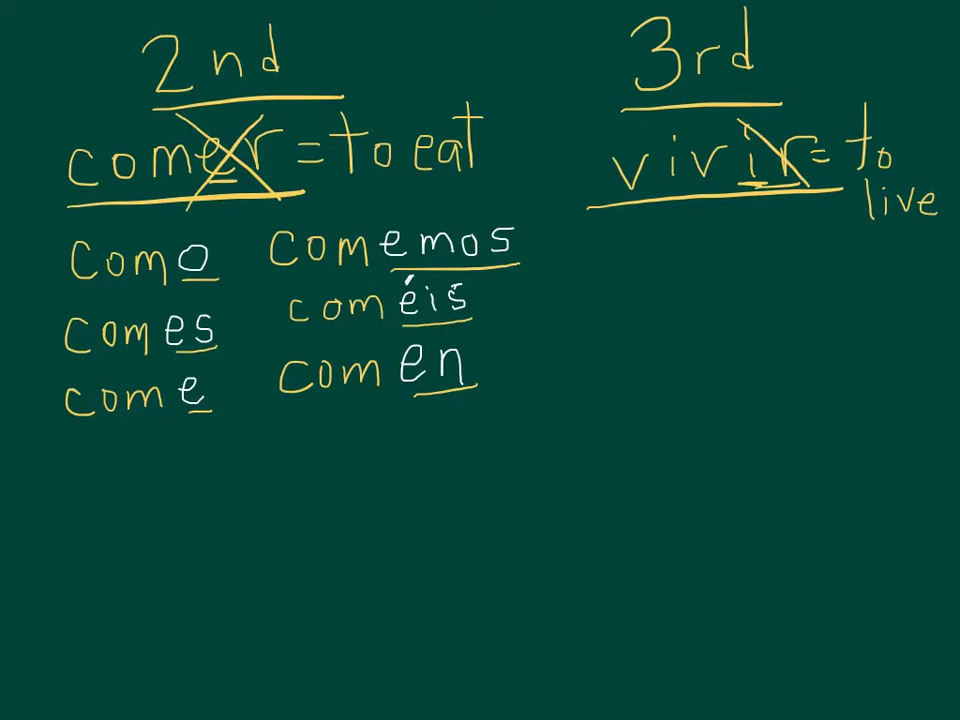 2nd
comer = to eat
como comemos
comes coméis
come comen
3rd
vivir = to
live